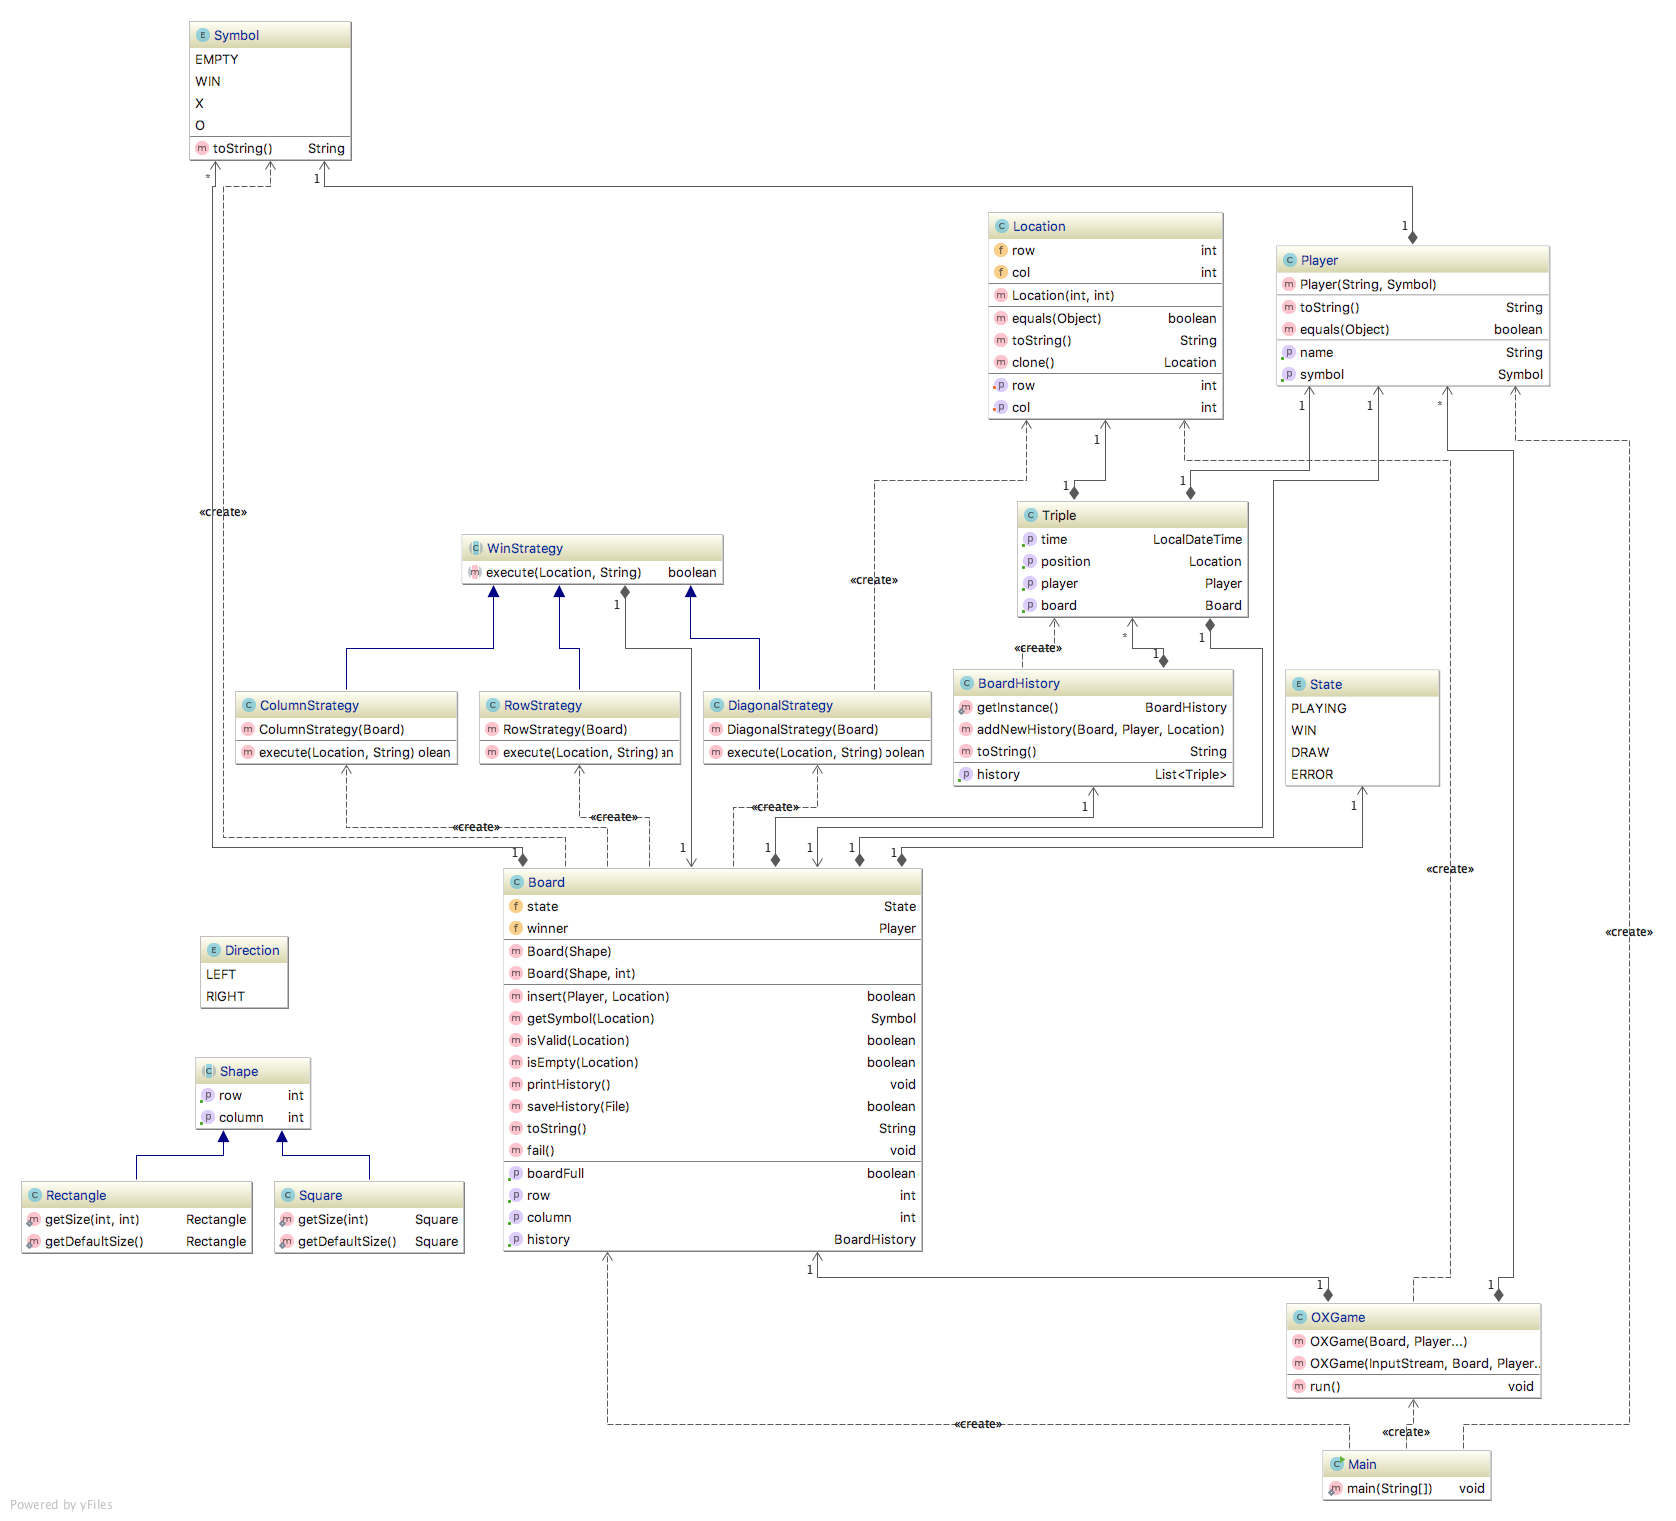 E Symbol
EMPTY
WIN
X
O
m toString() String
* 1
1
C Location
f row int
f col int
m Location(int, int)
m equals(Object) boolean
m toString() String
m clone() Location
p row int
p col int
C Player
m Player(String, Symbol)
m toString() String
m equals(Object) boolean
p name String
p symbol Symbol
1 1 1 *
1 1
C Triple
p time LocalDateTime
p position Location
p player Player
p board Board
«create»
C WinStrategy
m execute(Location, String) boolean
«create»
1
* 1
«create» 1
C ColumnStrategy
m ColumnStrategy(Board)
m execute(Location, String) olean
C RowStrategy
m RowStrategy(Board)
m execute(Location, String) an
C DiagonalStrategy
m DiagonalStrategy(Board)
m execute(Location, String) oolean
C BoardHistory
m getInstance() BoardHistory
m addNewHistory(Board, Player, Location)
m toString() String
p history List<Triple>
E State
PLAYING
WIN
DRAW
ERROR
«create» 1 1
«create»
«create»
1 1 1 1 1 1
«create»
C Board
f state State
f winner Player
m Board(Shape)
m Board(Shape, int)
m insert(Player, Location) boolean
m getSymbol(Location) Symbol
m isValid(Location) boolean
m isEmpty(Location) boolean
m printHistory() void
m saveHistory(File) boolean
m toString() String
m fail() void
p boardFull boolean
p row int
p column int
p history BoardHistory
«create»
E Direction
LEFT
RIGHT
C Shape
p row int
p column int
C Rectangle
m getSize(int, int) Rectangle
m getDefaultSize() Rectangle
C Square
m getSize(int) Square
m getDefaultSize() Square
1 1 1
C OXGame
m OXGame(Board, Player...)
m OXGame(InputStream, Board, Player..
m run() void
«create» «create»
C Main
m main(String[]) void
Powered by yFiles